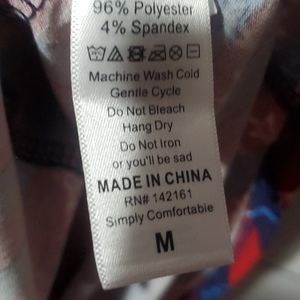 96% Polyester
4% Spandex
Machine Wash Cold
Gentle Cycle
Do Not Bleach
Hang Dry
Do Not Iron
or you'll be sad
MADE IN CHINA
RN# 142161
Simply Comfortable
M